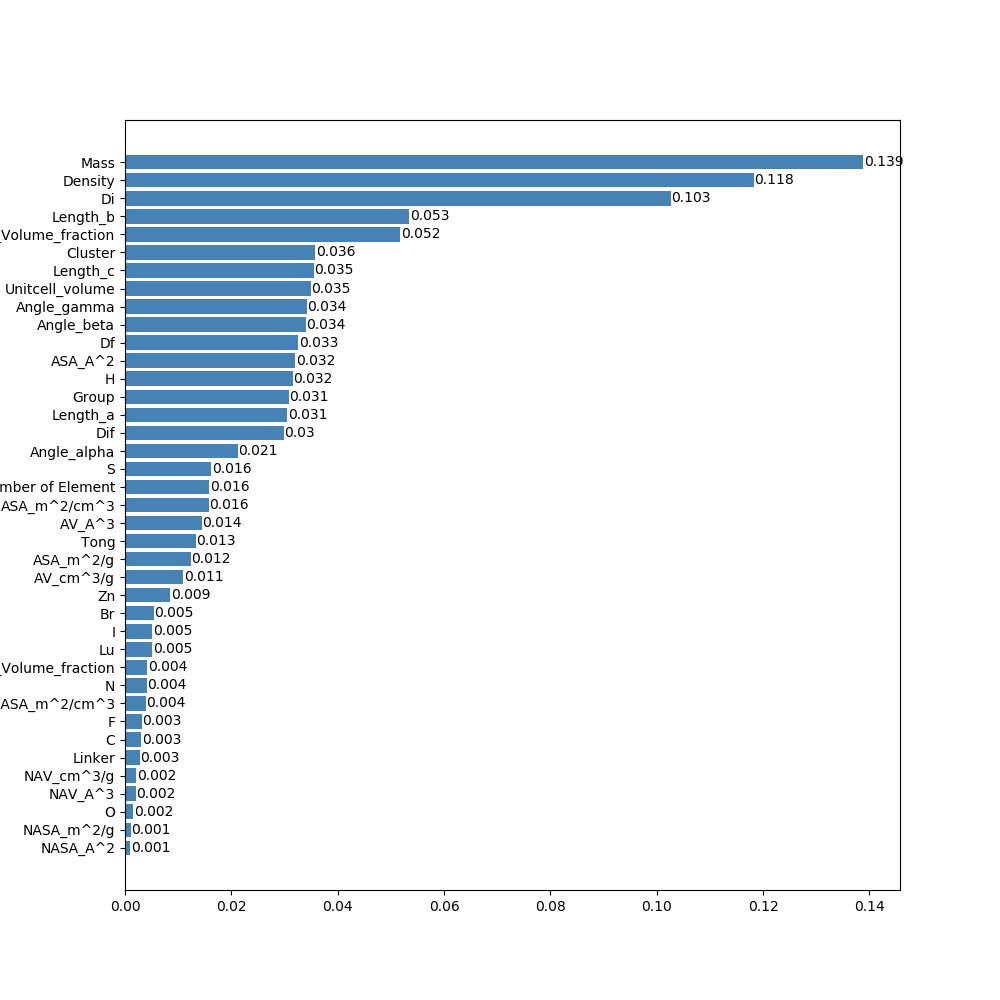 Mass 0.139
Density 0.118
Di 0.103
Length_b 0.053
_Volume_fraction 0.052
Cluster 0.036
Length_c 0.035
Unitcell_volume 0.035
Angle_gamma 0.034
Angle_beta 0.034
Df 0.033
ASA_A^2 0.032
H 0.032
Group 0.031
Length_a 0.031
Dif 0.03
Angle_alpha 0.021
S 0.016
mber of Element 0.016
ASA_m^2/cm^3 0.016
AV_A^3 0.014
Tong 0.013
ASA_m^2/g 0.012
AV_cm^3/g 0.011
Zn 0.009
Br 0.005
I 0.005
Lu 0.005
_Volume_fraction 0.004
N 0.004
ASA_m^2/cm^3 0.004
F 0.003
C 0.003
Linker 0.003
NAV_cm^3/g 0.002
NAV_A^3 0.002
O 0.002
NASA_m^2/g 0.001
NASA_A^2 0.001
0.00 0.02 0.04 0.06 0.08 0.10 0.12 0.14